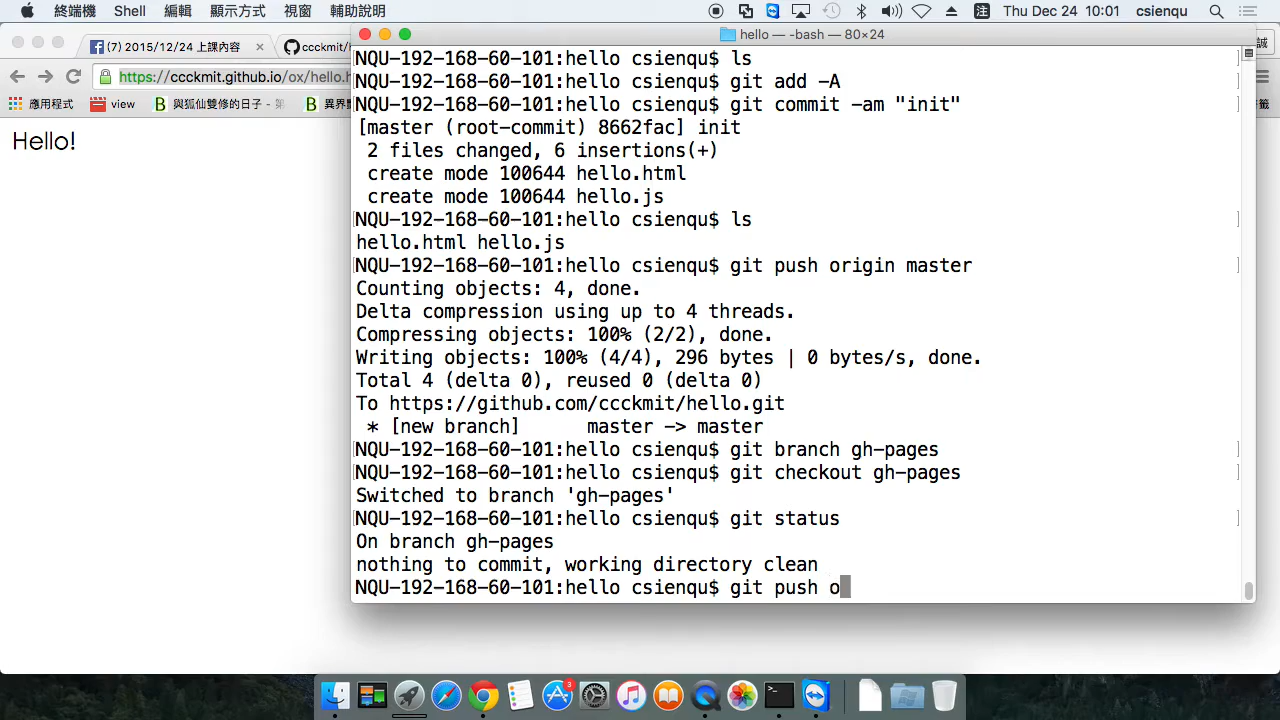 終端機 Shell 編輯 顯示方式 視窗 輔助說明 注 Thu Dec 24 10:01 csienqu
(7) 2015/12/24 上課內容 × ccckmit/
https://ccckmit.github.io/ox/hello.h
應用程式 view 與狐仙雙修的日子 - 第 異界
Hello!
hello — -bash — 80×24
NQU-192-168-60-101:hello csienqu$ ls
NQU-192-168-60-101:hello csienqu$ git add -A
NQU-192-168-60-101:hello csienqu$ git commit -am "init"
[master (root-commit) 8662fac] init
 2 files changed, 6 insertions(+)
 create mode 100644 hello.html
 create mode 100644 hello.js
NQU-192-168-60-101:hello csienqu$ ls
hello.html hello.js
NQU-192-168-60-101:hello csienqu$ git push origin master
Counting objects: 4, done.
Delta compression using up to 4 threads.
Compressing objects: 100% (2/2), done.
Writing objects: 100% (4/4), 296 bytes | 0 bytes/s, done.
Total 4 (delta 0), reused 0 (delta 0)
To https://github.com/ccckmit/hello.git
 * [new branch]      master -> master
NQU-192-168-60-101:hello csienqu$ git branch gh-pages
NQU-192-168-60-101:hello csienqu$ git checkout gh-pages
Switched to branch 'gh-pages'
NQU-192-168-60-101:hello csienqu$ git status
On branch gh-pages
nothing to commit, working directory clean
NQU-192-168-60-101:hello csienqu$ git push o
3